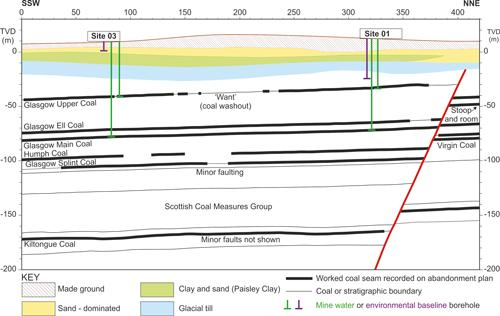 SSW
NNE
TVD
(m)
0
100
200
300
400
TVD
(m)
Site 03
Site 01
0
0
-50
-50
-100
-100
-150
-150
-200
-200
'Want'
(coal washout)
Glasgow Upper Coal
Glasgow Ell Coal
Glasgow Main Coal
Humph Coal
Glasgow Splint Coal
Stoop
and room
Virgin Coal
Minor faulting
Scottish Coal Measures Group
Kiltongue Coal
Minor faults not shown
KEY
Made ground
Clay and sand (Paisley Clay)
Worked coal seam recorded on abandonment plan
Coal or stratigraphic boundary
Sand - dominated
Glacial till
Mine water or environmental baseline borehole